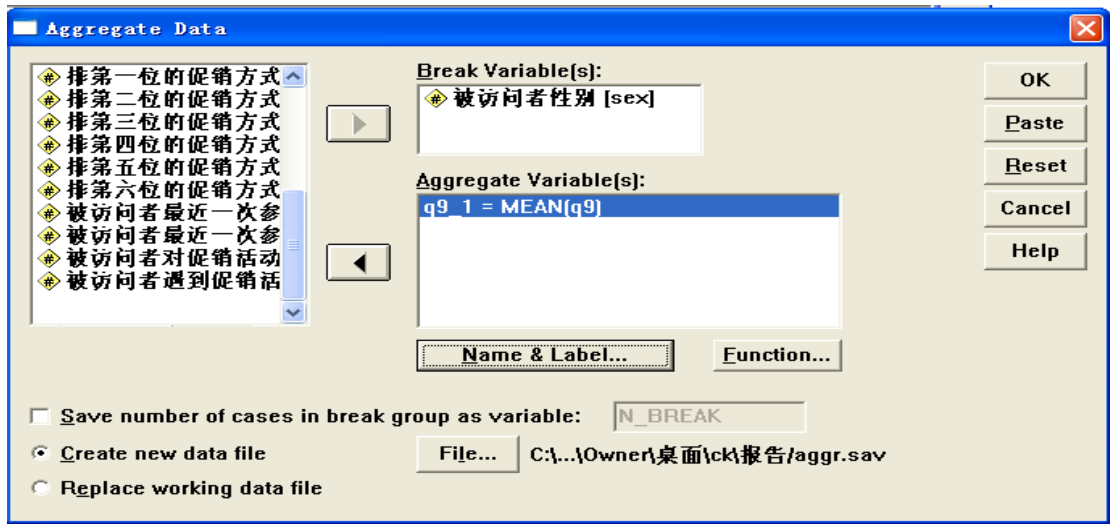 Aggregate Data
排第一位的促销方式
排第二位的促销方式
排第三位的促销方式
排第四位的促销方式
排第五位的促销方式
排第六位的促销方式
被访问者最近一次参
被访问者最近一次参
被访问者对促销活动
被访问者遇到促销活
Break Variable(s):
被访问者性别 [sex]
Aggregate Variable(s):
q9_1 = MEAN(q9)
Name & Label...
Function...
OK
Paste
Reset
Cancel
Help
Save number of cases in break group as variable:
N_BREAK
Create new data file
File...
C:\...\Owner\桌面\ck\报告/aggr.sav
Replace working data file